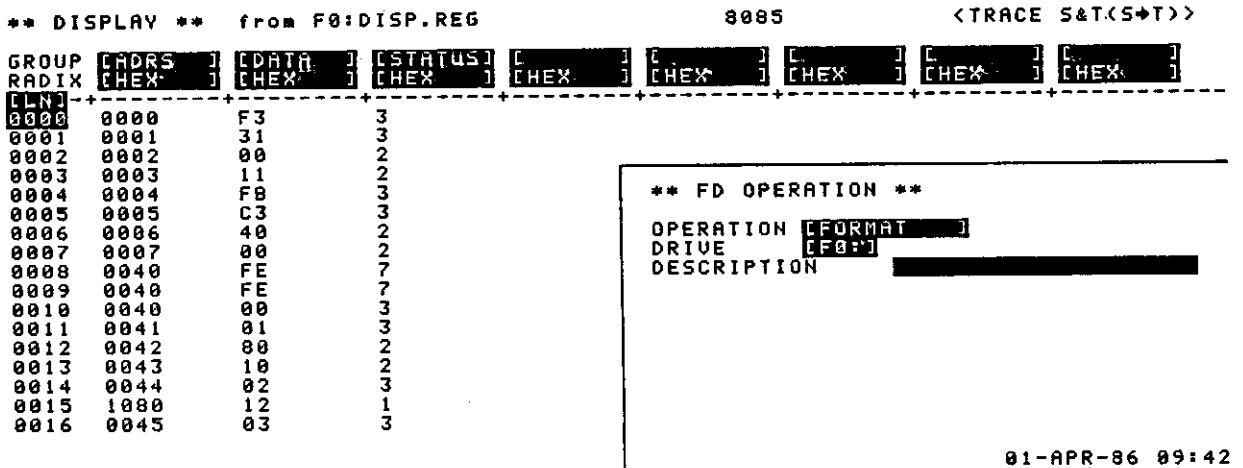 ** DISPLAY ** from F0:DISP.REG 8085 <TRACE S&T(S→T)>
GROUP [ADRS ] [DATA ] [STATUS] [ ] [ ] [ ] [ ] [ ]
RADIX [HEX ] [HEX ] [HEX ] [HEX ] [HEX ] [HEX ] [HEX ] [HEX ]
[LN]
0000 0000 F3 3
0001 0001 31 3
0002 0002 00 2
0003 0003 11 2
0004 0004 FB 3
0005 0005 C3 3
0006 0006 40 2
0007 0007 00 2
0008 0040 FE 7
0009 0040 FE 7
0010 0040 00 3
0011 0041 01 3
0012 0042 80 2
0013 0043 10 2
0014 0044 02 3
0015 1080 12 1
0016 0045 03 3
** FD OPERATION **
OPERATION [FORMAT ]
DRIVE [F0:]
DESCRIPTION
01-APR-86 09:42